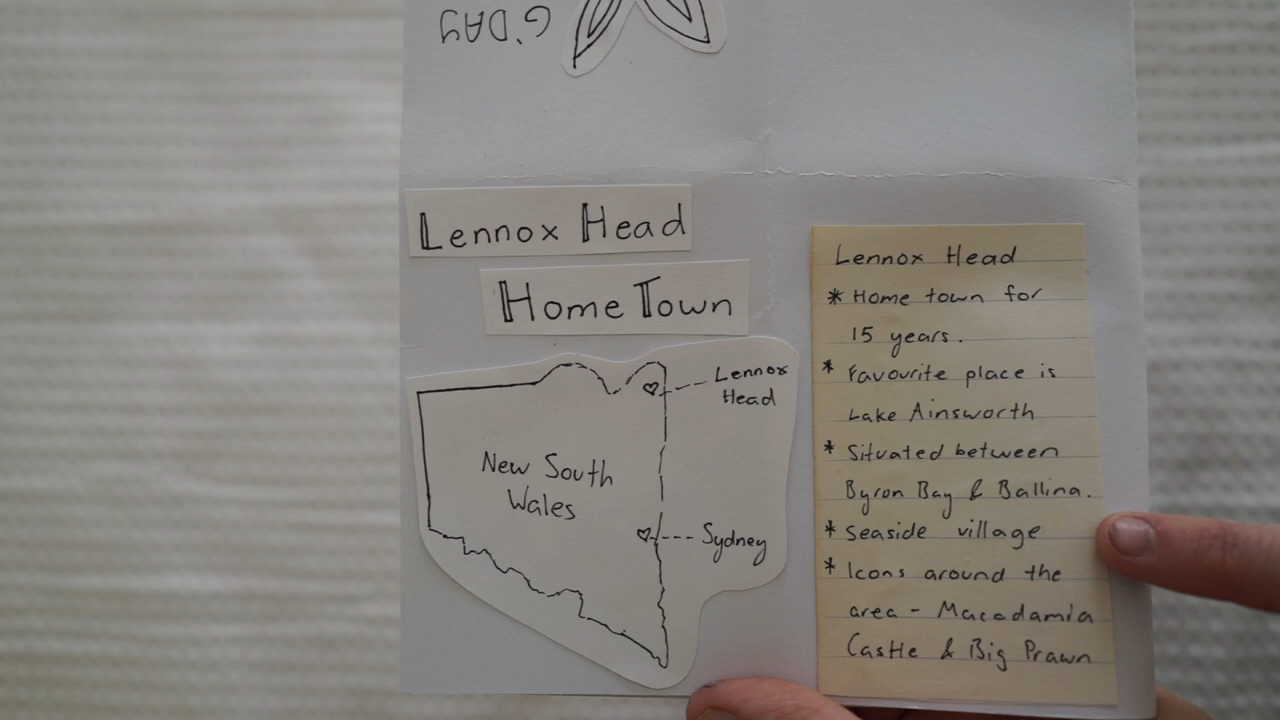 G'DAY
Lennox Head
Home Town
Lennox
Head
New South
Wales
Sydney
Lennox Head
* Home town for
15 years.
* Favourite place is
Lake Ainsworth
* Situated between
Byron Bay & Ballina.
* Seaside village
* Icons around the
area - Macadamia
Castle & Big Prawn